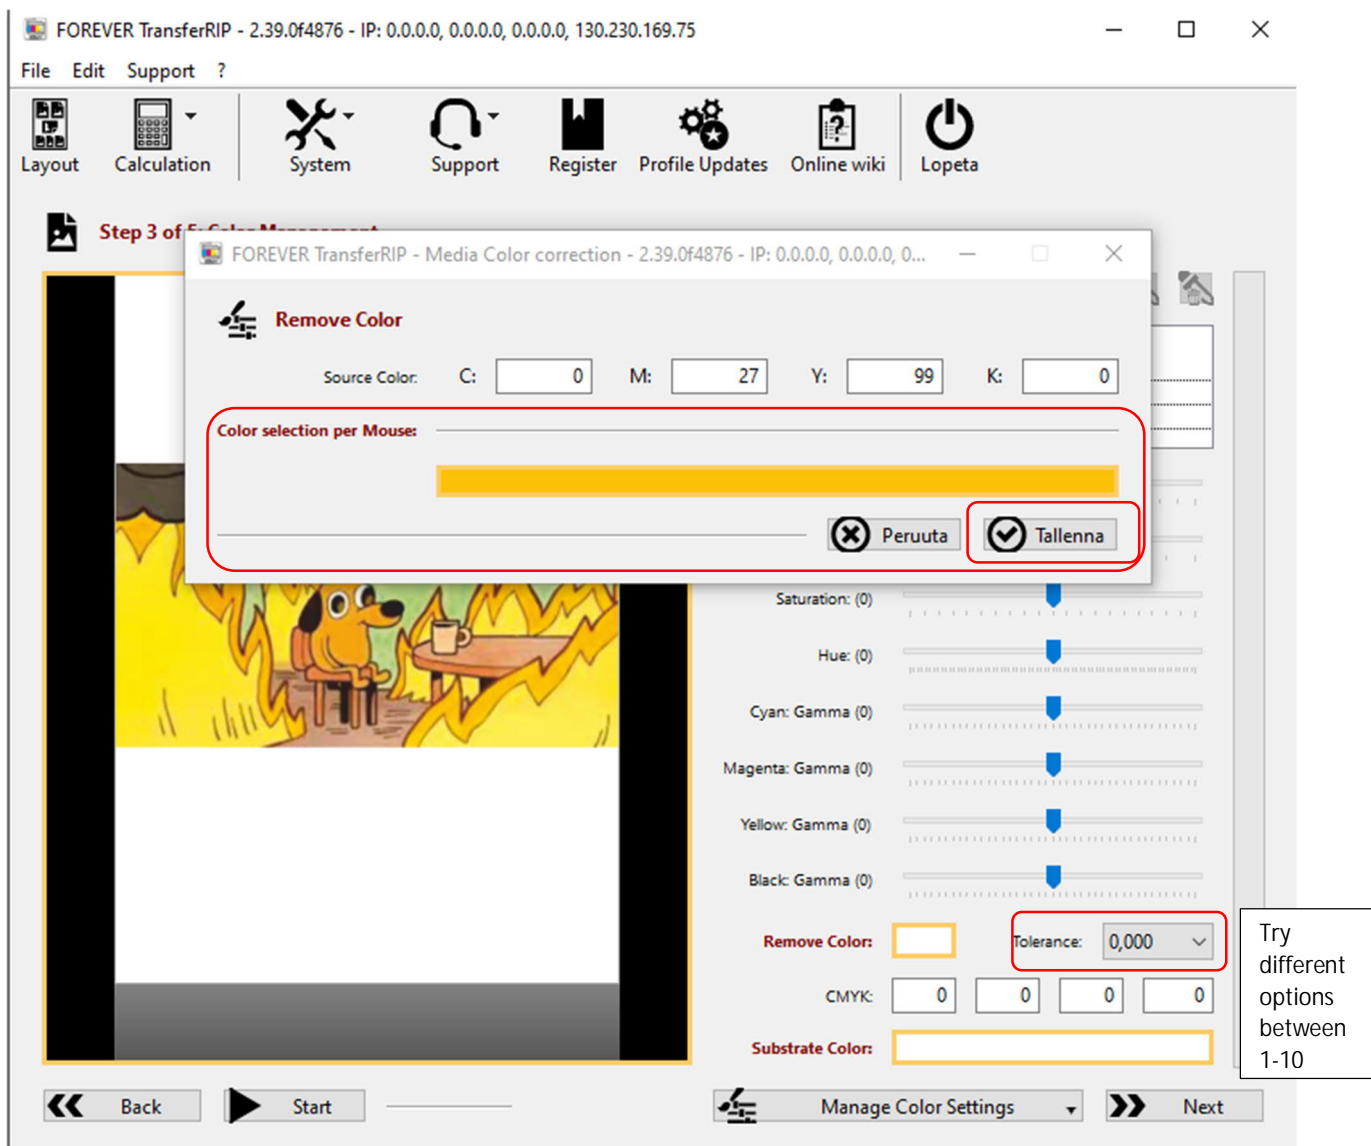 FOREVER TransferRIP - 2.39.0f4876 - IP: 0.0.0.0, 0.0.0.0, 0.0.0.0, 130.230.169.75
File Edit Support ?
Layout Calculation System Support Register Profile Updates Online wiki Lopeta
Step 3 of 5: Color Management
FOREVER TransferRIP - Media Color correction - 2.39.0f4876 - IP: 0.0.0.0, 0.0.0.0, 0...
Remove Color
Source Color: C: 0 M: 27 Y: 99 K: 0
Color selection per Mouse:
Peruuta Tallenna
Saturation: (0)
Hue: (0)
Cyan: Gamma (0)
Magenta: Gamma (0)
Yellow: Gamma (0)
Black: Gamma (0)
Remove Color: Tolerance: 0,000
CMYK: 0 0 0 0
Substrate Color:
Try
different
options
between
1-10
Back Start Manage Color Settings Next